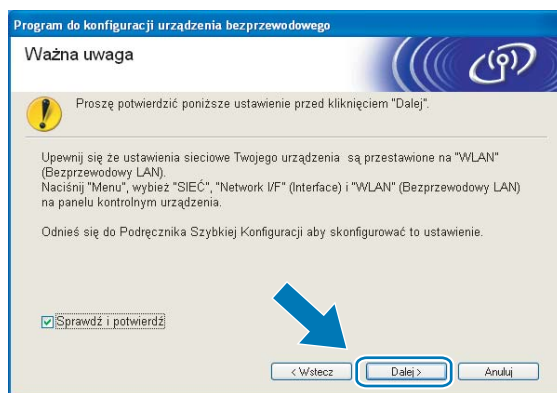 Program do konfiguracji urządzenia bezprzewodowego
Ważna uwaga
Proszę potwierdzić poniższe ustawienie przed kliknięciem "Dalej".
Upewnij się że ustawienia sieciowe Twojego urządzenia są przestawione na "WLAN"
(Bezprzewodowy LAN).
Naciśnij "Menu", wybież "SIEĆ", "Network I/F" (Interface) i "WLAN" (Bezprzewodowy LAN)
na panelu kontrolnym urządzenia.
Odnieś się do Podręcznika Szybkiej Konfiguracji aby skonfigurować to ustawienie.
Sprawdź i potwierdź
< Wstecz Dalej > Anuluj